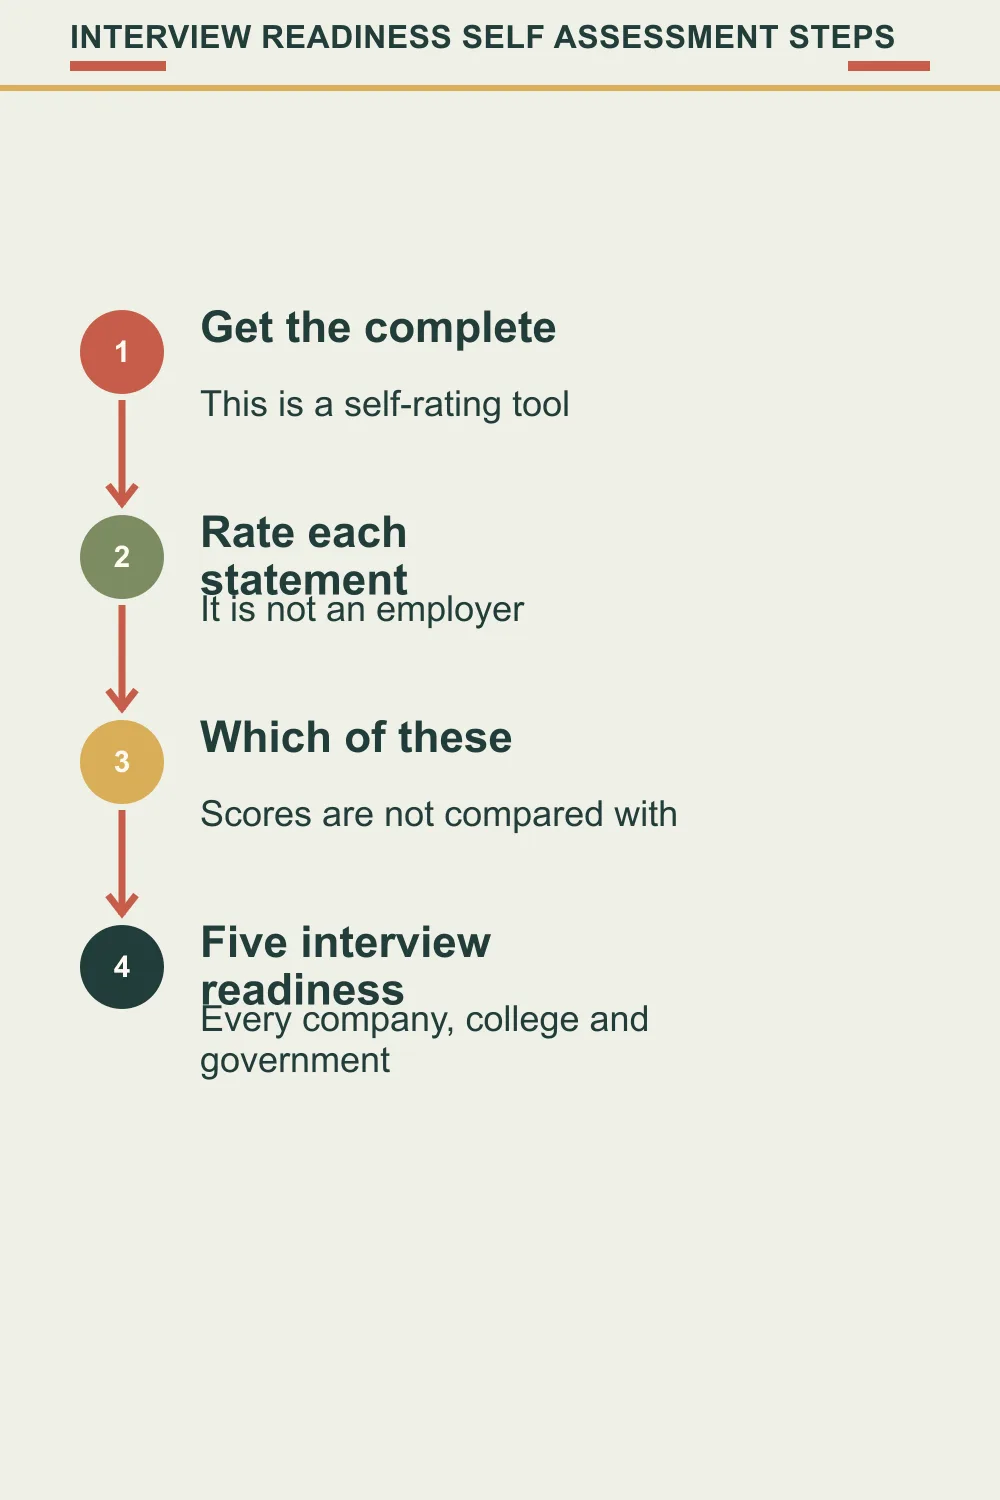 INTERVIEW READINESS SELF ASSESSMENT STEPS
1
Get the complete
This is a self-rating tool
2
Rate each
statement
It is not an employer
3
Which of these
Scores are not compared with
4
Five interview
readiness
Every company, college and
government